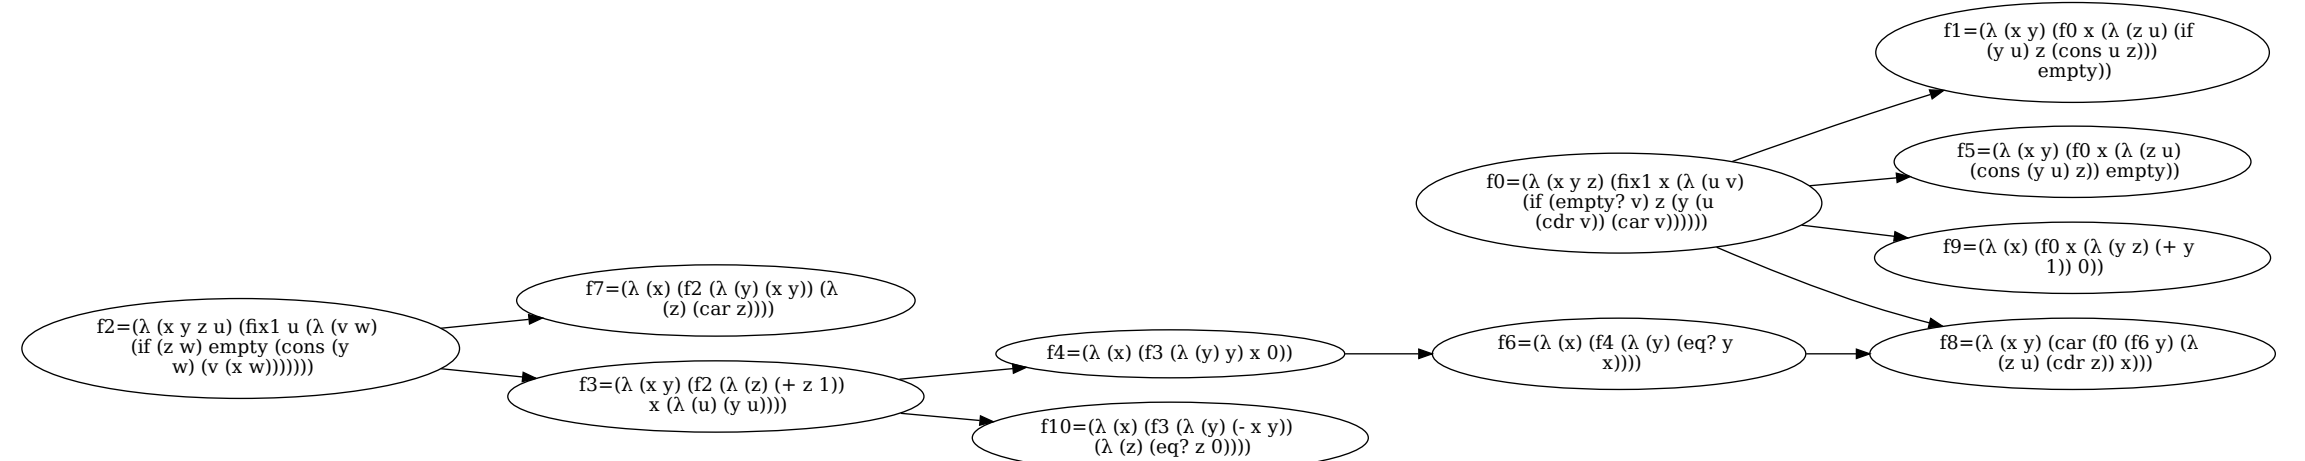 f2=(λ (x y z u) (fix1 u (λ (v w)
(if (z w) empty (cons (y
w) (v (x w)))))))
f7=(λ (x) (f2 (λ (y) (x y)) (λ
(z) (car z))))
f3=(λ (x y) (f2 (λ (z) (+ z 1))
x (λ (u) (y u))))
f4=(λ (x) (f3 (λ (y) y) x 0))
f10=(λ (x) (f3 (λ (y) (- x y))
(λ (z) (eq? z 0))))
f0=(λ (x y z) (fix1 x (λ (u v)
(if (empty? v) z (y (u
(cdr v)) (car v))))))
f6=(λ (x) (f4 (λ (y) (eq? y
x))))
f1=(λ (x y) (f0 x (λ (z u) (if
(y u) z (cons u z)))
empty))
f5=(λ (x y) (f0 x (λ (z u)
(cons (y u) z)) empty))
f9=(λ (x) (f0 x (λ (y z) (+ y
1)) 0))
f8=(λ (x y) (car (f0 (f6 y) (λ
(z u) (cdr z)) x)))